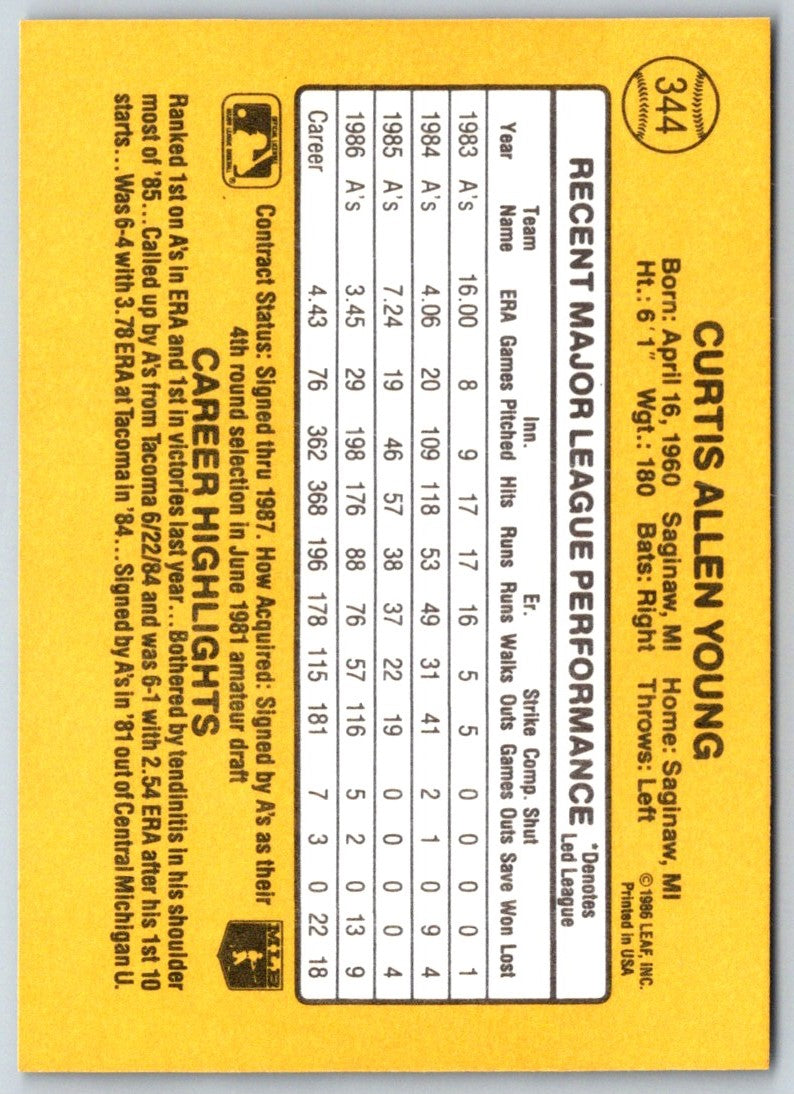 344
CURTIS ALLEN YOUNG
Born: April 16, 1960 Saginaw, MI Home: Saginaw, MI
Ht.: 6'1" Wgt.: 180 Bats: Right Throws: Left
© 1986 LEAF, INC.
Printed in USA
RECENT MAJOR LEAGUE PERFORMANCE *Denotes Led League
Year Team Name ERA Games Inn. Pitched Hits Runs Er. Runs Walks Strike Outs Comp. Games Shut Outs Save Won Lost
1983 A's 16.00 8 9 17 17 16 5 5 0 0 0 0 1
1984 A's 4.06 20 109 118 53 49 31 41 2 1 0 9 4
1985 A's 7.24 19 46 57 38 37 22 19 0 0 0 0 4
1986 A's 3.45 29 198 176 88 76 57 116 5 2 0 13 9
Career 4.43 76 362 368 196 178 115 181 7 3 0 22 18
Contract Status: Signed thru 1987. How Acquired: Signed by A's as their
4th round selection in June 1981 amateur draft
MLB
CAREER HIGHLIGHTS
Ranked 1st on A's in ERA and 1st in victories last year... Bothered by tendinitis in his shoulder
most of '85... Called up by A's from Tacoma 6/22/84 and was 6-1 with 2.54 ERA after his 1st 10
starts... Was 6-4 with 3.78 ERA at Tacoma in '84... Signed by A's in '81 out of Central Michigan U.